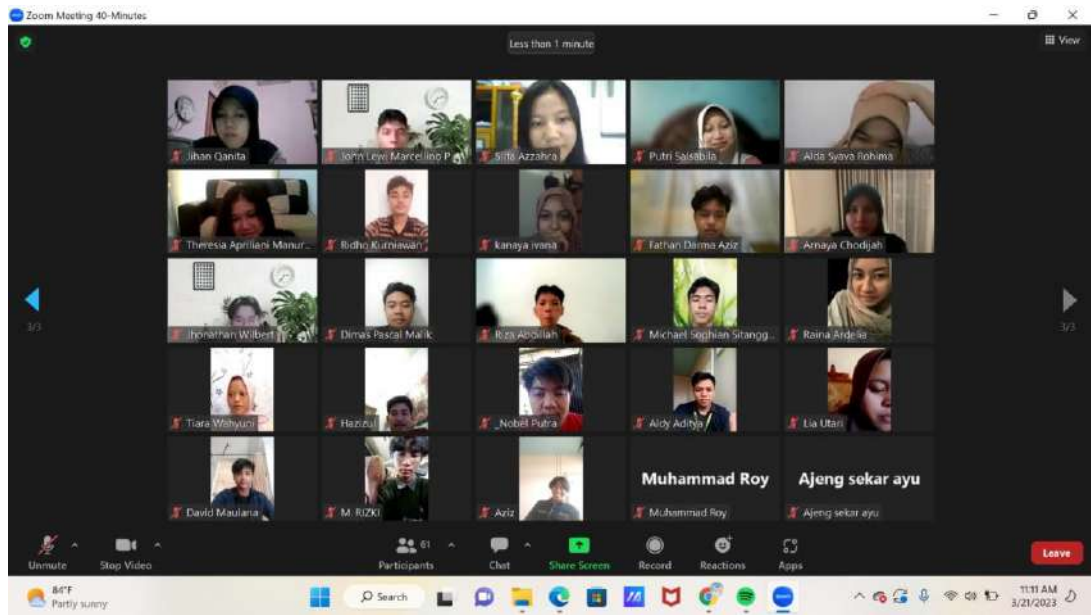 Zoom Meeting 40-Minutes
Less than 1 minute
View
Jihan Qanita
John Lewi Marcellino P
Azzahra
Putri Salsabila
Alda Syava Rohima
Theresia Apriliani Manur...
Ridho Kurniawan
kanaya ivana
Fathan Darma Aziz
Arnaya Chodijah
Jhonathan Wilbert
Dimas Pascal Malik
Riza Abdillah
Michael Sophian Sitangg...
Raina Ardelia
3/3
3/3
Tiara Wahyuni
Hazizul
_Nobel Putra
Aldy Aditya
Lia Utari
David Maulana
M. RIZKI
Aziz
Muhammad Roy
Muhammad Roy
Ajeng sekar ayu
Ajeng sekar ayu
Unmute
Stop Video
61
Participants
Chat
Share Screen
Record
Reactions
Apps
Leave
84°F
Partly sunny
Search
11:11 AM
3/21/2023